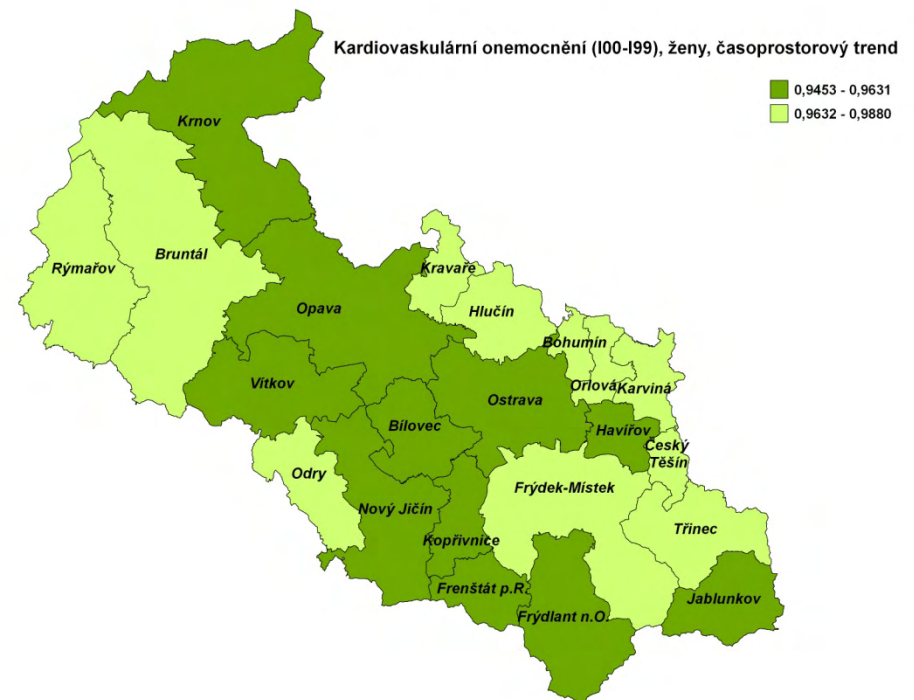 Kardiovaskulární onemocnění (I00-I99), ženy, časoprostorový trend
0,9453 - 0,9631
0,9632 - 0,9880
Krnov
Bruntál
Rýmařov
Kravaře
Opava
Hlučín
Bohumín
Vítkov
Orlová
Karviná
Ostrava
Bílovec
Havířov
Český
Těšín
Odry
Frýdek-Místek
Nový Jičín
Třinec
Kopřivnice
Frenštát p.R.
Jablunkov
Frýdlant n.O.